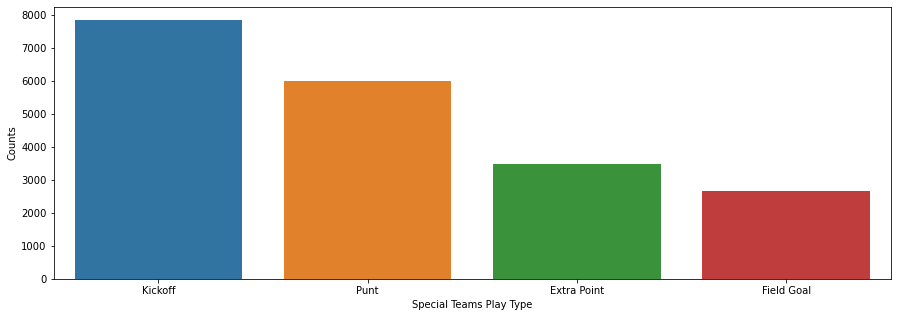 8000
7000
6000
5000
4000
3000
2000
1000
0
Counts
Kickoff
Punt
Extra Point
Field Goal
Special Teams Play Type